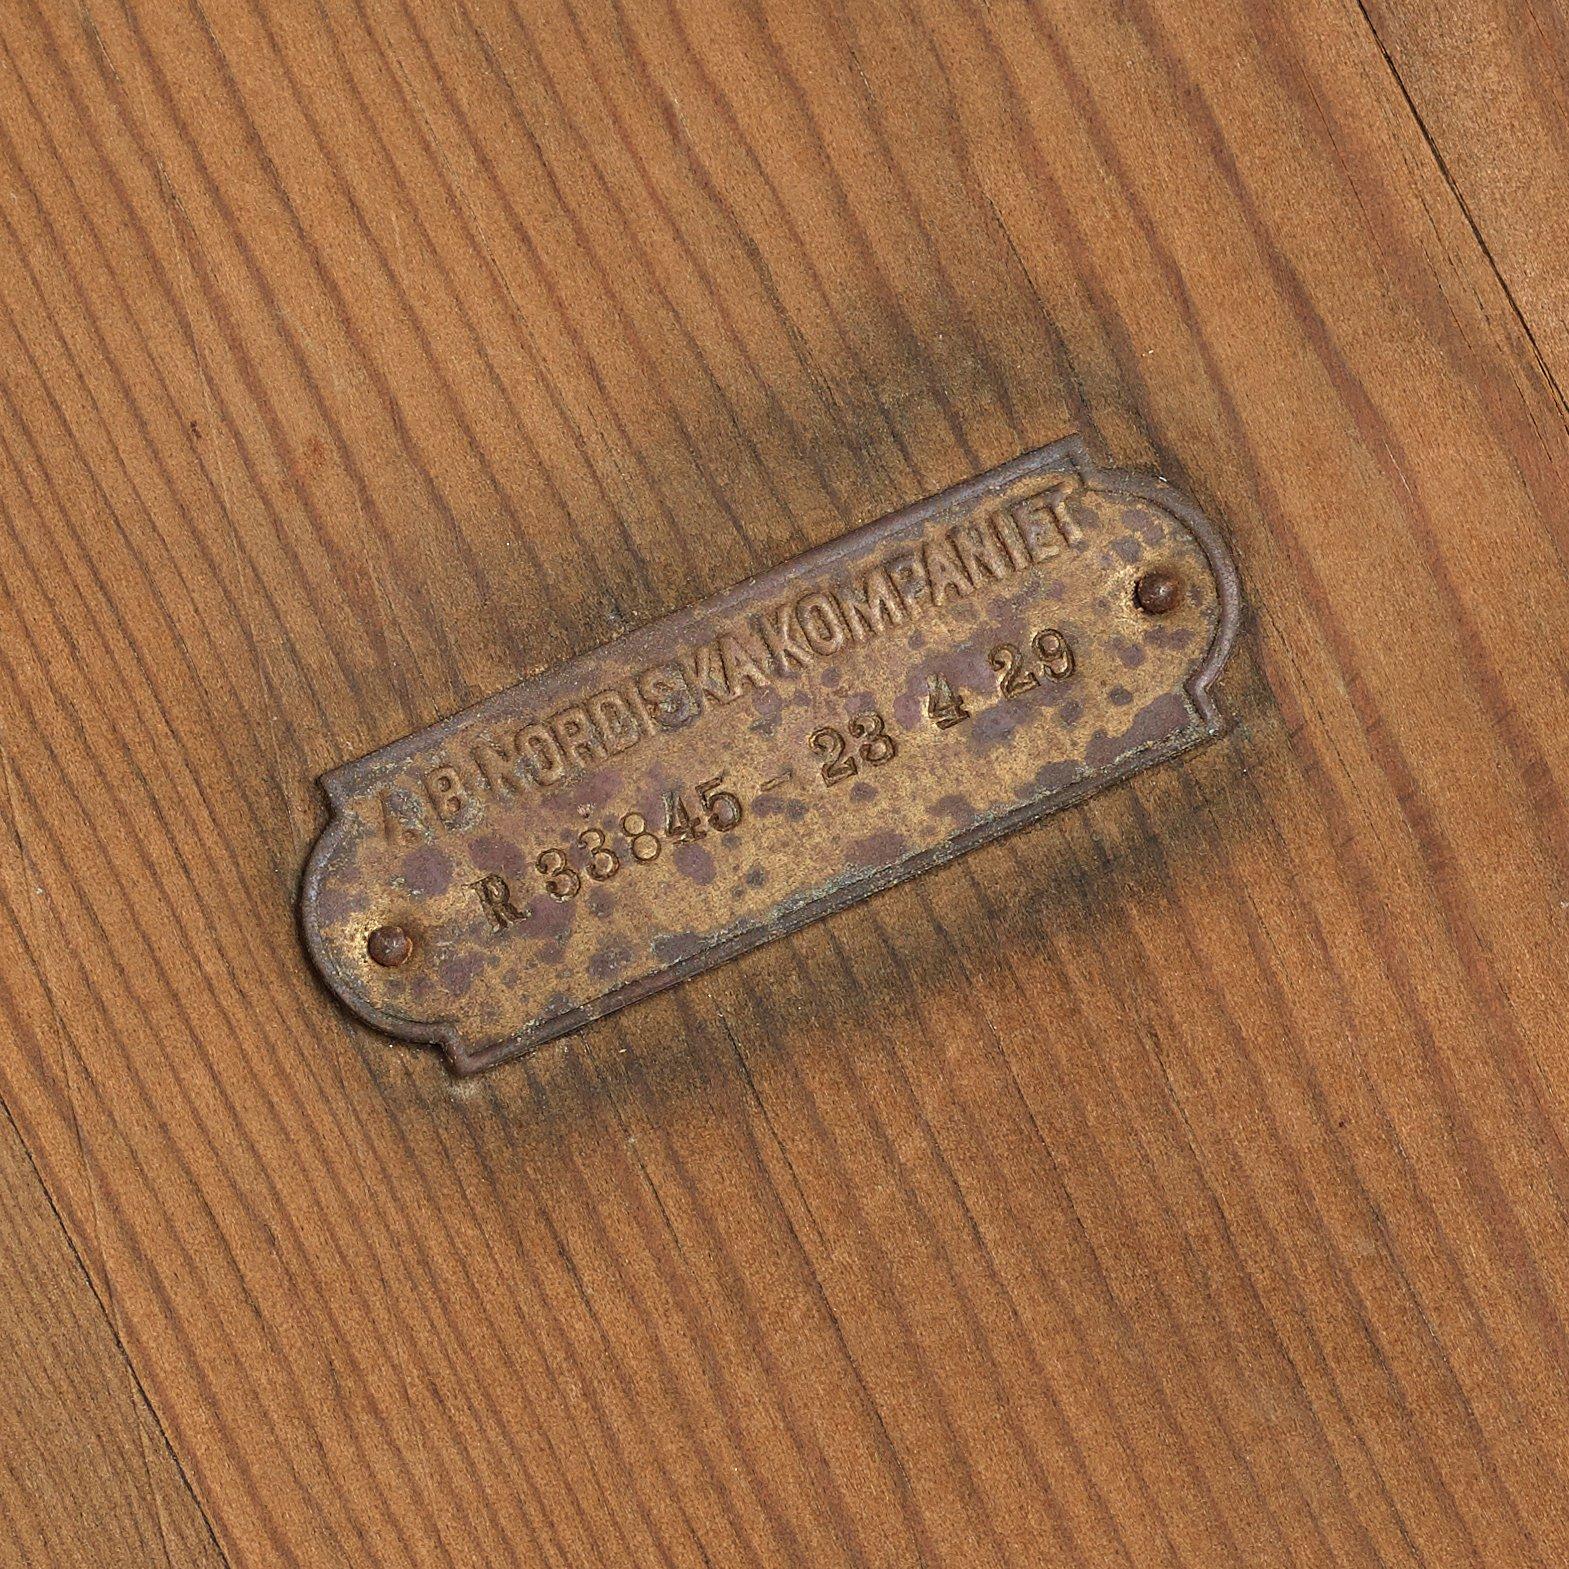 AB NORDISKA KOMPANIET
R 33845 - 23 4 29